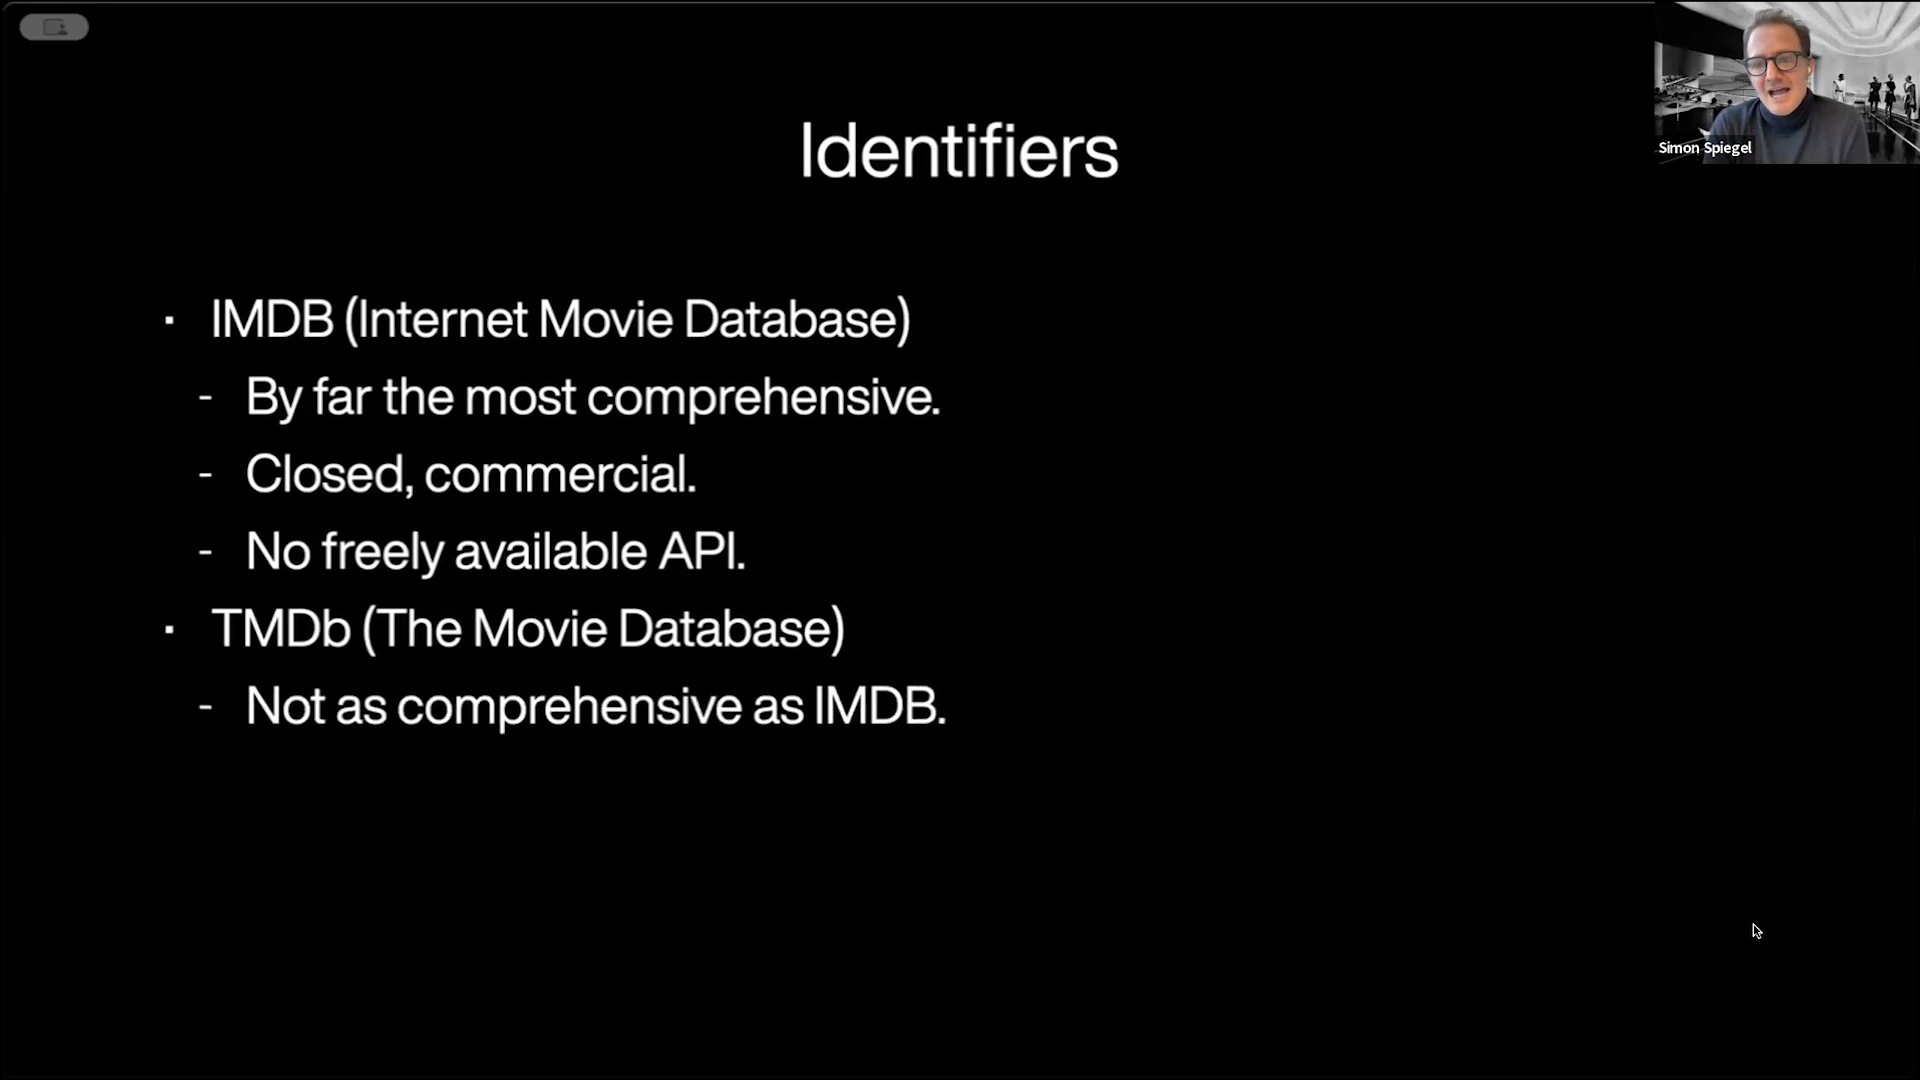 Identifiers
▪ IMDB (Internet Movie Database)
- By far the most comprehensive.
- Closed, commercial.
- No freely available API.
▪ TMDb (The Movie Database)
- Not as comprehensive as IMDB.
Simon Spiegel